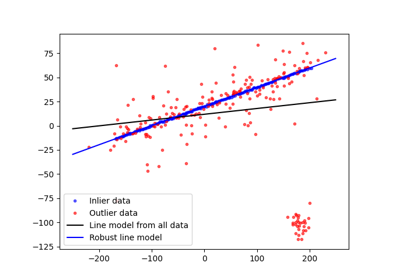 75
50
25
0
−25
−50
−75
−100
−125
Inlier data
Outlier data
Line model from all data
Robust line model
−200 −100 0 100 200